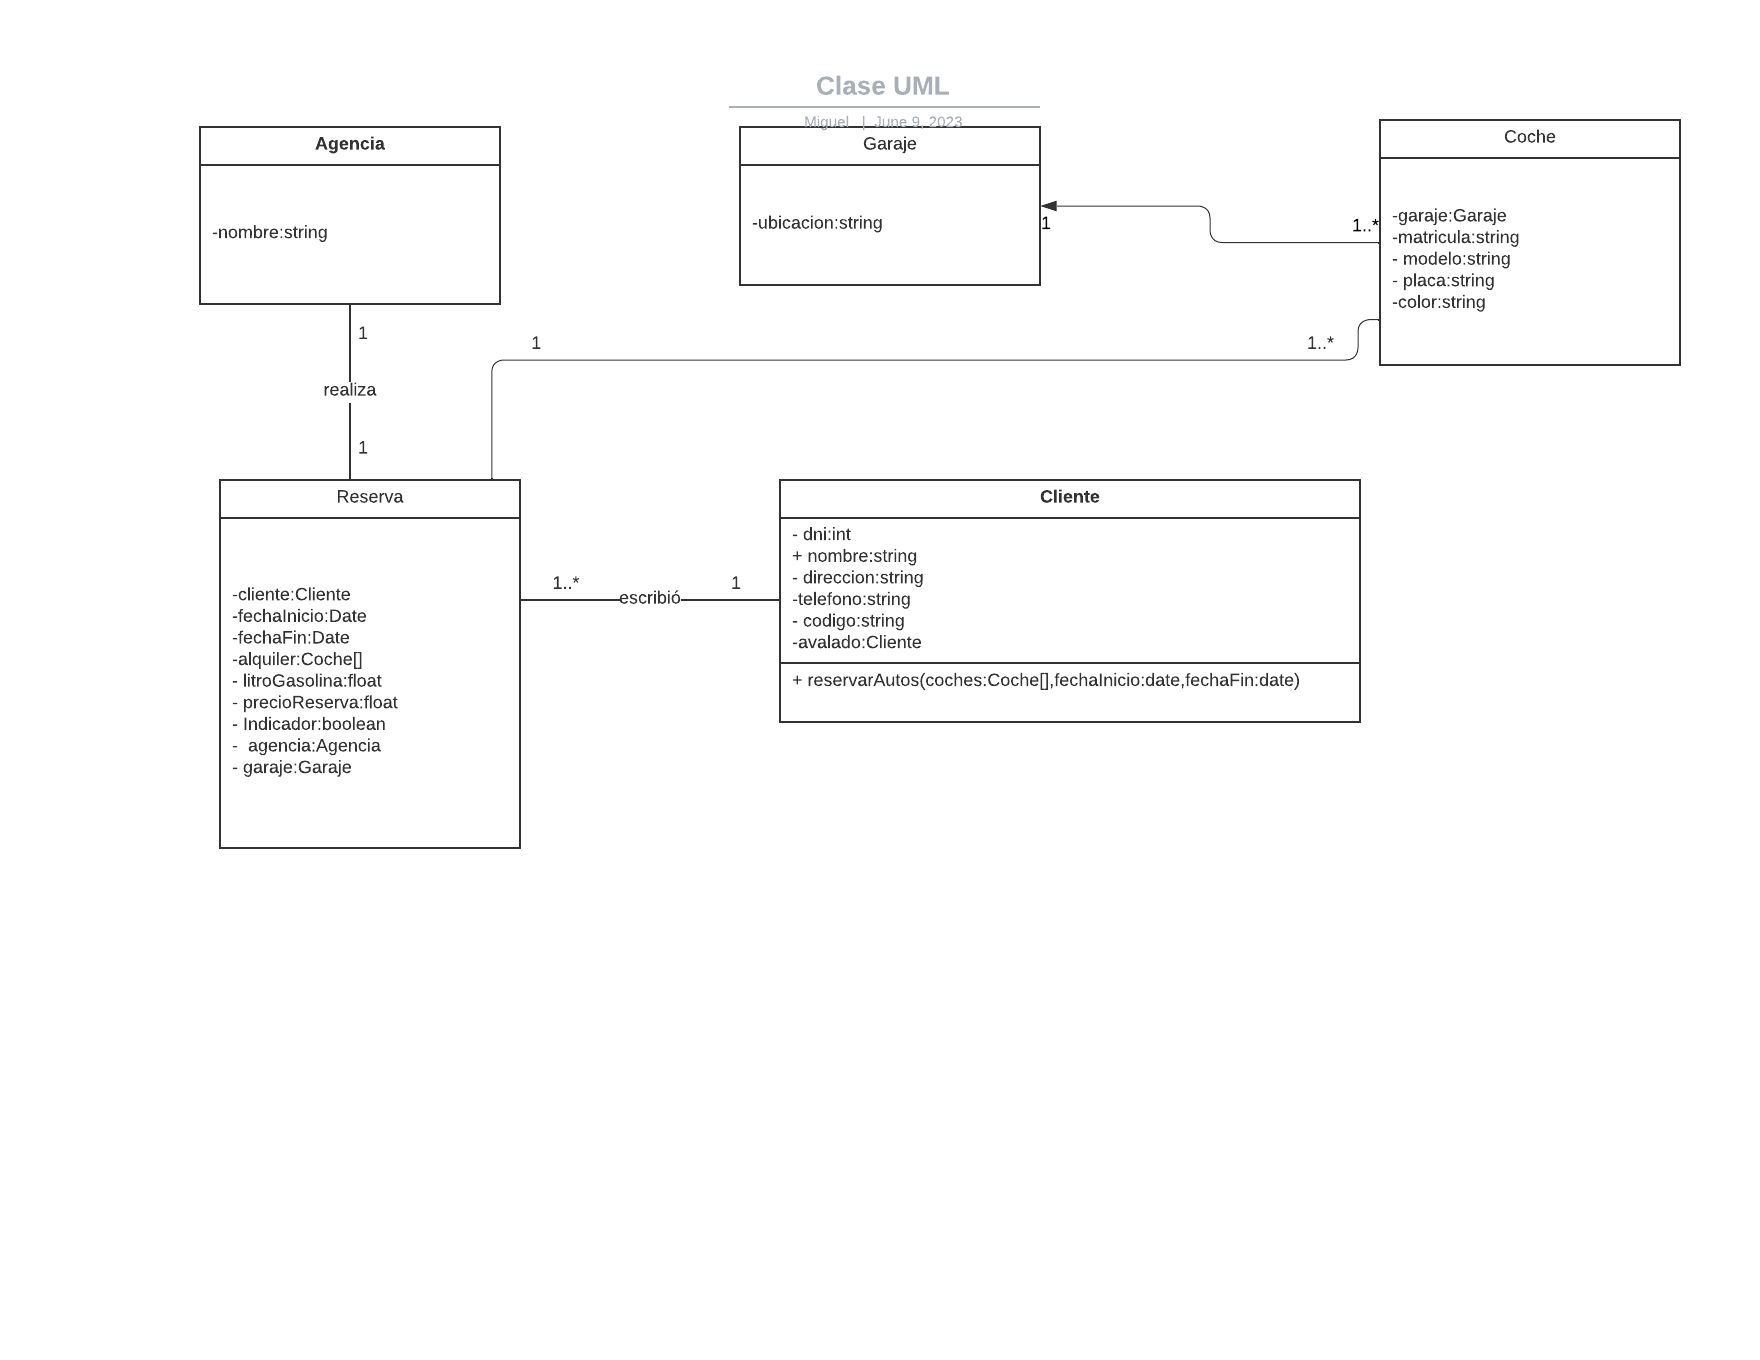 Clase UML
Miguel | June 9, 2023
Agencia
-nombre:string
Garaje
-ubicacion:string
Coche
-garaje:Garaje
-matricula:string
- modelo:string
- placa:string
-color:string
1
1..*
1
realiza
1
1
1..*
Reserva
-cliente:Cliente
-fechaInicio:Date
-fechaFin:Date
-alquiler:Coche[]
- litroGasolina:float
- precioReserva:float
- Indicador:boolean
- agencia:Agencia
- garaje:Garaje
1..*
escribió
1
Cliente
- dni:int
+ nombre:string
- direccion:string
-telefono:string
- codigo:string
-avalado:Cliente
+ reservarAutos(coches:Coche[],fechaInicio:date,fechaFin:date)